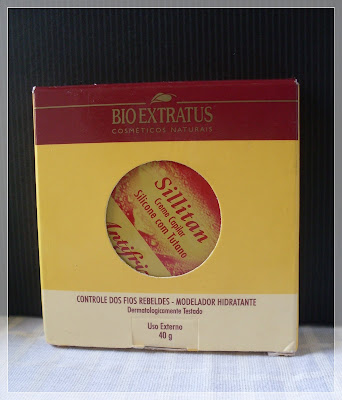 BIO EXTRATUS
COSMÉTICOS NATURAIS
Sillitan
Creme Capilar
Silicone com Tutano
Antifri
CONTROLE DOS FIOS REBELDES - MODELADOR HIDRATANTE
Dermatologicamente Testado
Uso Externo
40 g